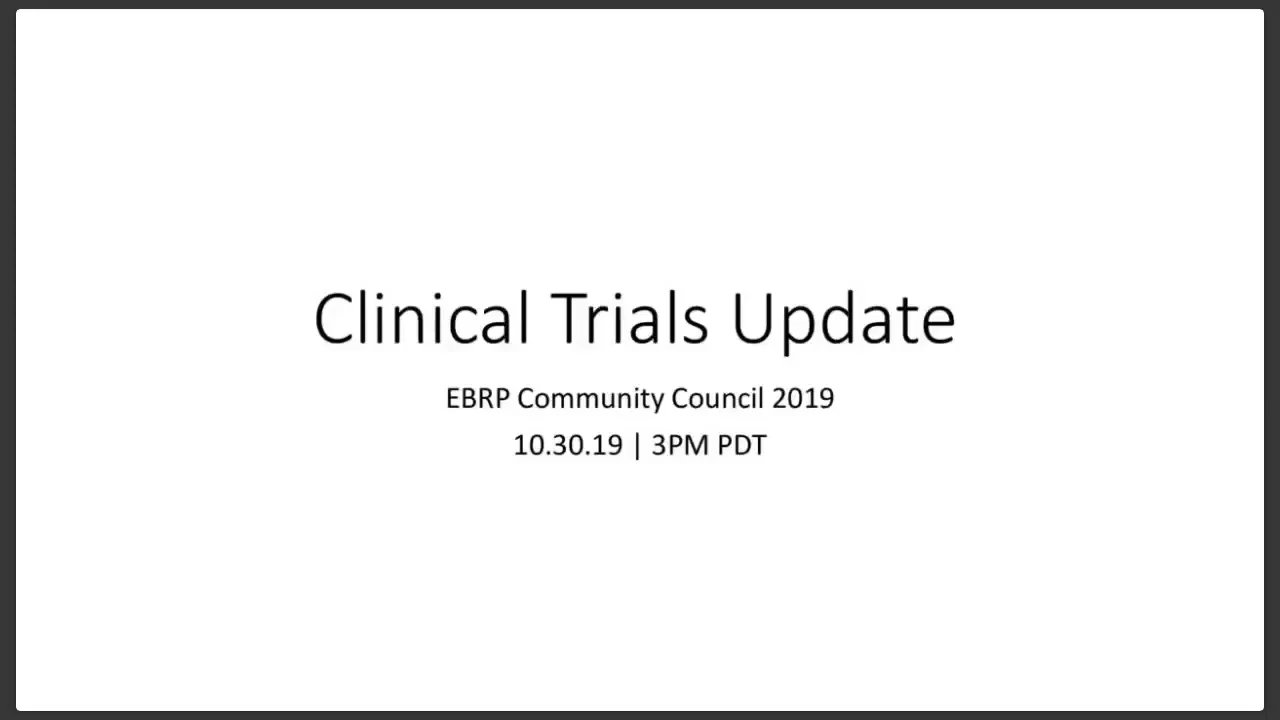 Clinical Trials Update
EBRP Community Council 2019
10.30.19 | 3PM PDT